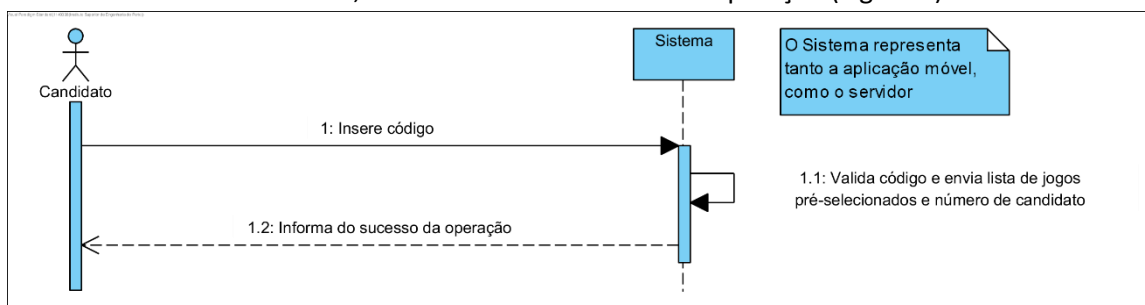 Sistema
O Sistema representa
tanto a aplicação móvel,
como o servidor
Candidato
1: Insere código
1.1: Valida código e envia lista de jogos
pré-selecionados e número de candidato
1.2: Informa do sucesso da operação